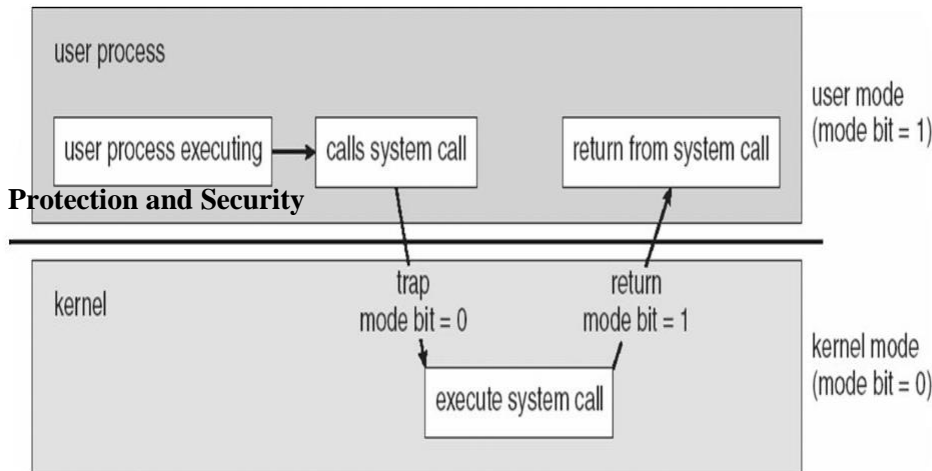 user process
user mode
(mode bit = 1)
user process executing
calls system call
return from system call
Protection and Security
trap
mode bit = 0
return
mode bit = 1
kernel
kernel mode
(mode bit = 0)
execute system call